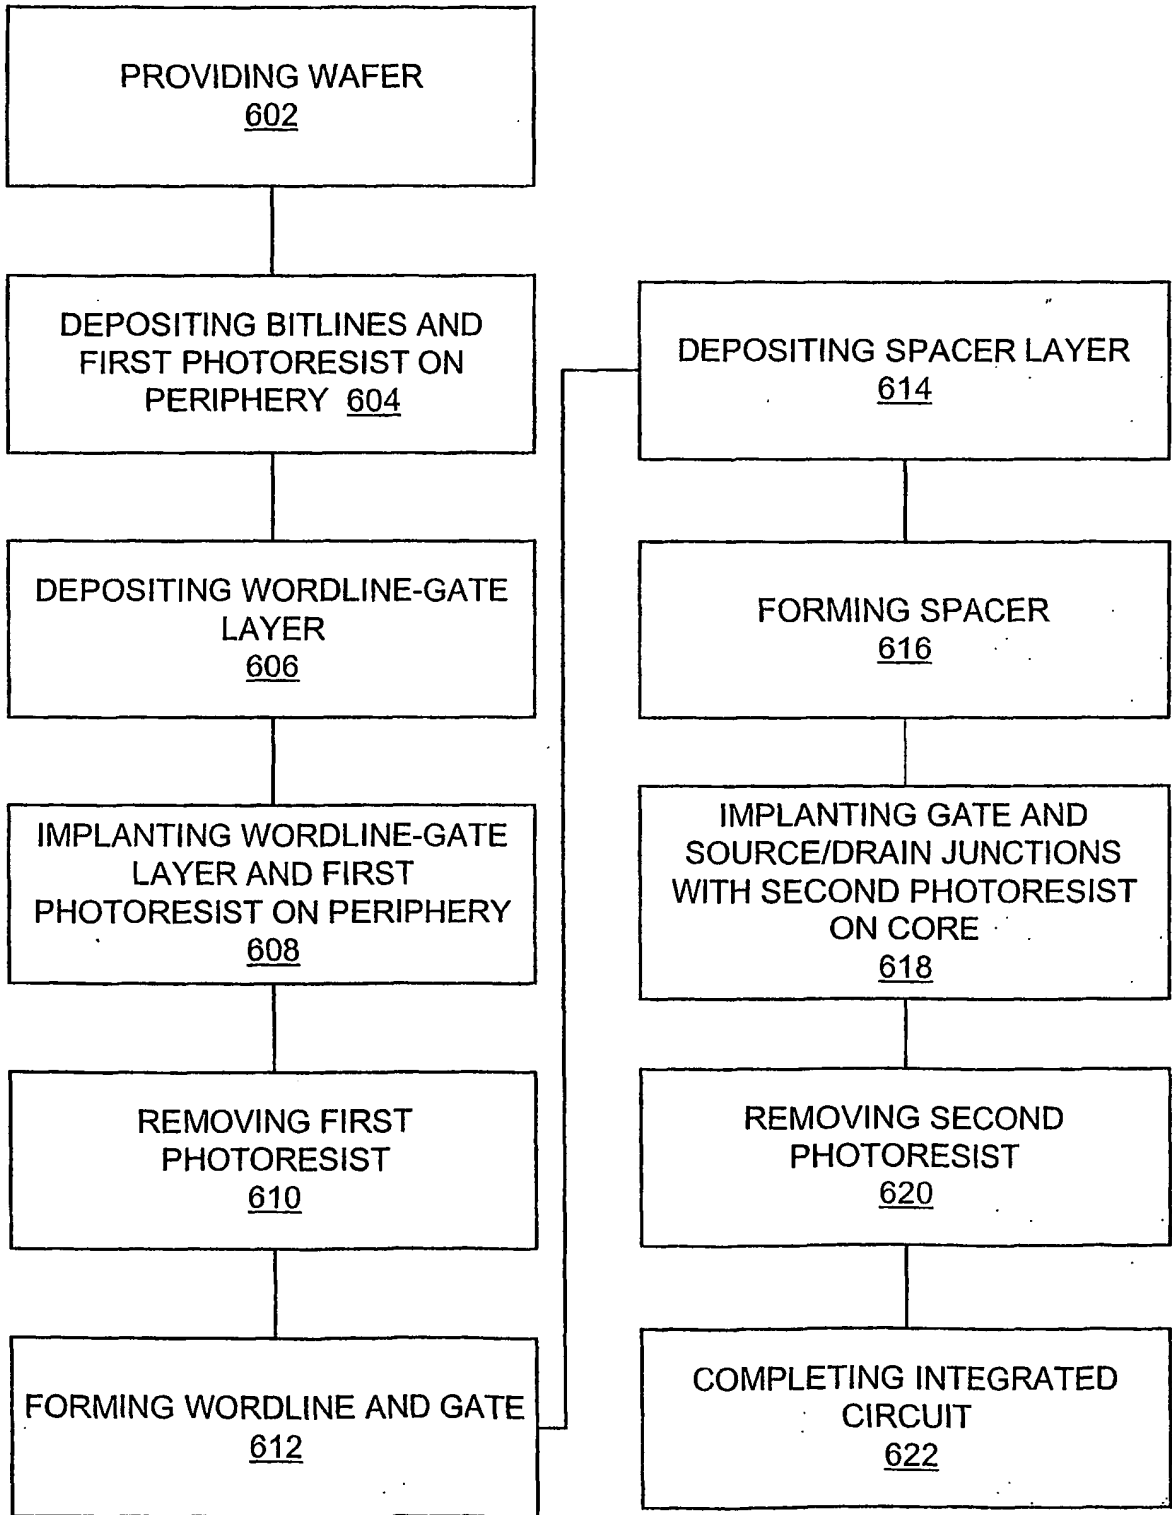 PROVIDING WAFER
602
DEPOSITING BITLINES AND
FIRST PHOTORESIST ON
PERIPHERY 604
DEPOSITING WORDLINE-GATE
LAYER
606
IMPLANTING WORDLINE-GATE
LAYER AND FIRST
PHOTORESIST ON PERIPHERY
608
REMOVING FIRST
PHOTORESIST
610
FORMING WORDLINE AND GATE
612
DEPOSITING SPACER LAYER
614
FORMING SPACER
616
IMPLANTING GATE AND
SOURCE/DRAIN JUNCTIONS
WITH SECOND PHOTORESIST
ON CORE
618
REMOVING SECOND
PHOTORESIST
620
COMPLETING INTEGRATED
CIRCUIT
622